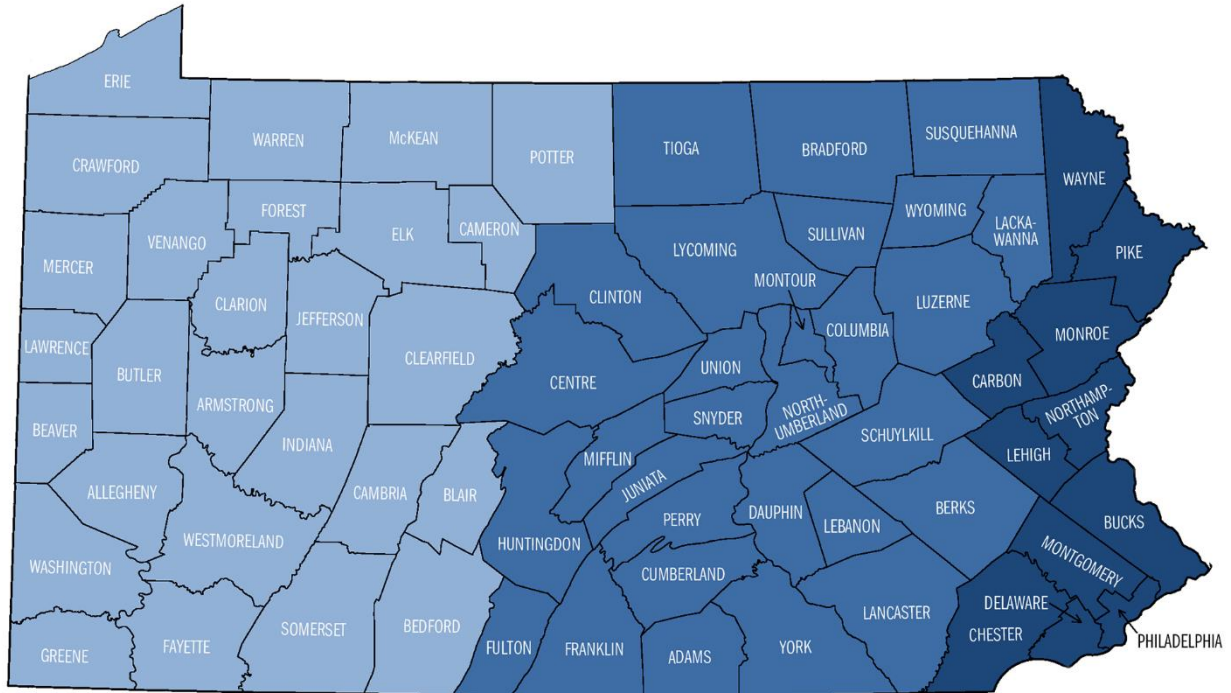 ERIE
WARREN
McKEAN
POTTER
TIOGA
BRADFORD
SUSQUEHANNA
CRAWFORD
WAYNE
FOREST
VENANGO
ELK
CAMERON
WYOMING
LACKA-
WANNA
SULLIVAN
LYCOMING
PIKE
MERCER
CLARION
JEFFERSON
CLINTON
MONTOUR
LUZERNE
COLUMBIA
MONROE
LAWRENCE
BUTLER
CLEARFIELD
CENTRE
UNION
CARBON
ARMSTRONG
SNYDER
NORTH-
UMBERLAND
NORTHAMP-
TON
BEAVER
INDIANA
SCHUYLKILL
LEHIGH
MIFFLIN
JUNIATA
ALLEGHENY
CAMBRIA
BLAIR
PERRY
DAUPHIN
LEBANON
BERKS
BUCKS
WESTMORELAND
HUNTINGDON
MONTGOMERY
WASHINGTON
CUMBERLAND
LANCASTER
DELAWARE
SOMERSET
BEDFORD
GREENE
FAYETTE
FULTON
FRANKLIN
ADAMS
YORK
CHESTER
PHILADELPHIA